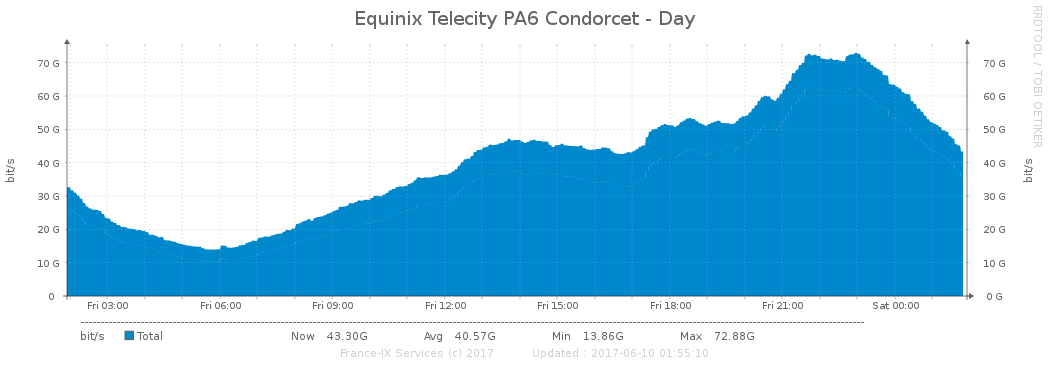 Equinix Telecity PA6 Condorcet - Day
RRDTOOL / TOBI OETIKER
bit/s
70 G 70 G
60 G 60 G
50 G 50 G
40 G 40 G
30 G 30 G
20 G 20 G
10 G 10 G
0 0 G
bit/s
Fri 03:00 Fri 06:00 Fri 09:00 Fri 12:00 Fri 15:00 Fri 18:00 Fri 21:00 Sat 00:00
bit/s Total Now 43.30G Avg 40.57G Min 13.86G Max 72.88G
France-IX Services (c) 2017 Updated : 2017-06-10 01:55:10